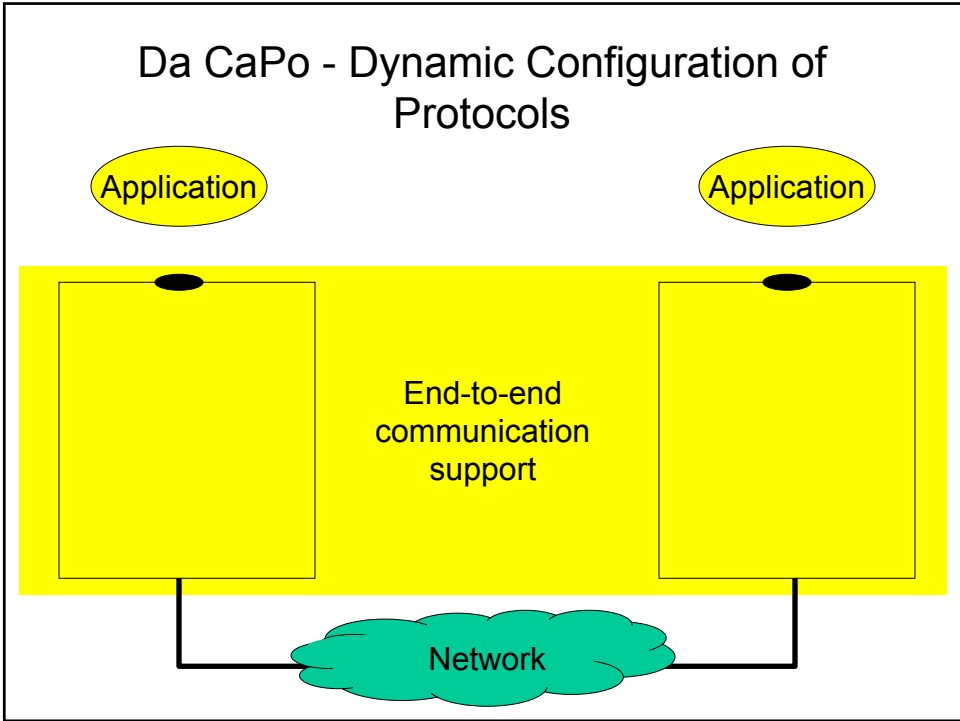 Da CaPo - Dynamic Configuration of
Protocols
Application
Application
End-to-end
communication
support
Network